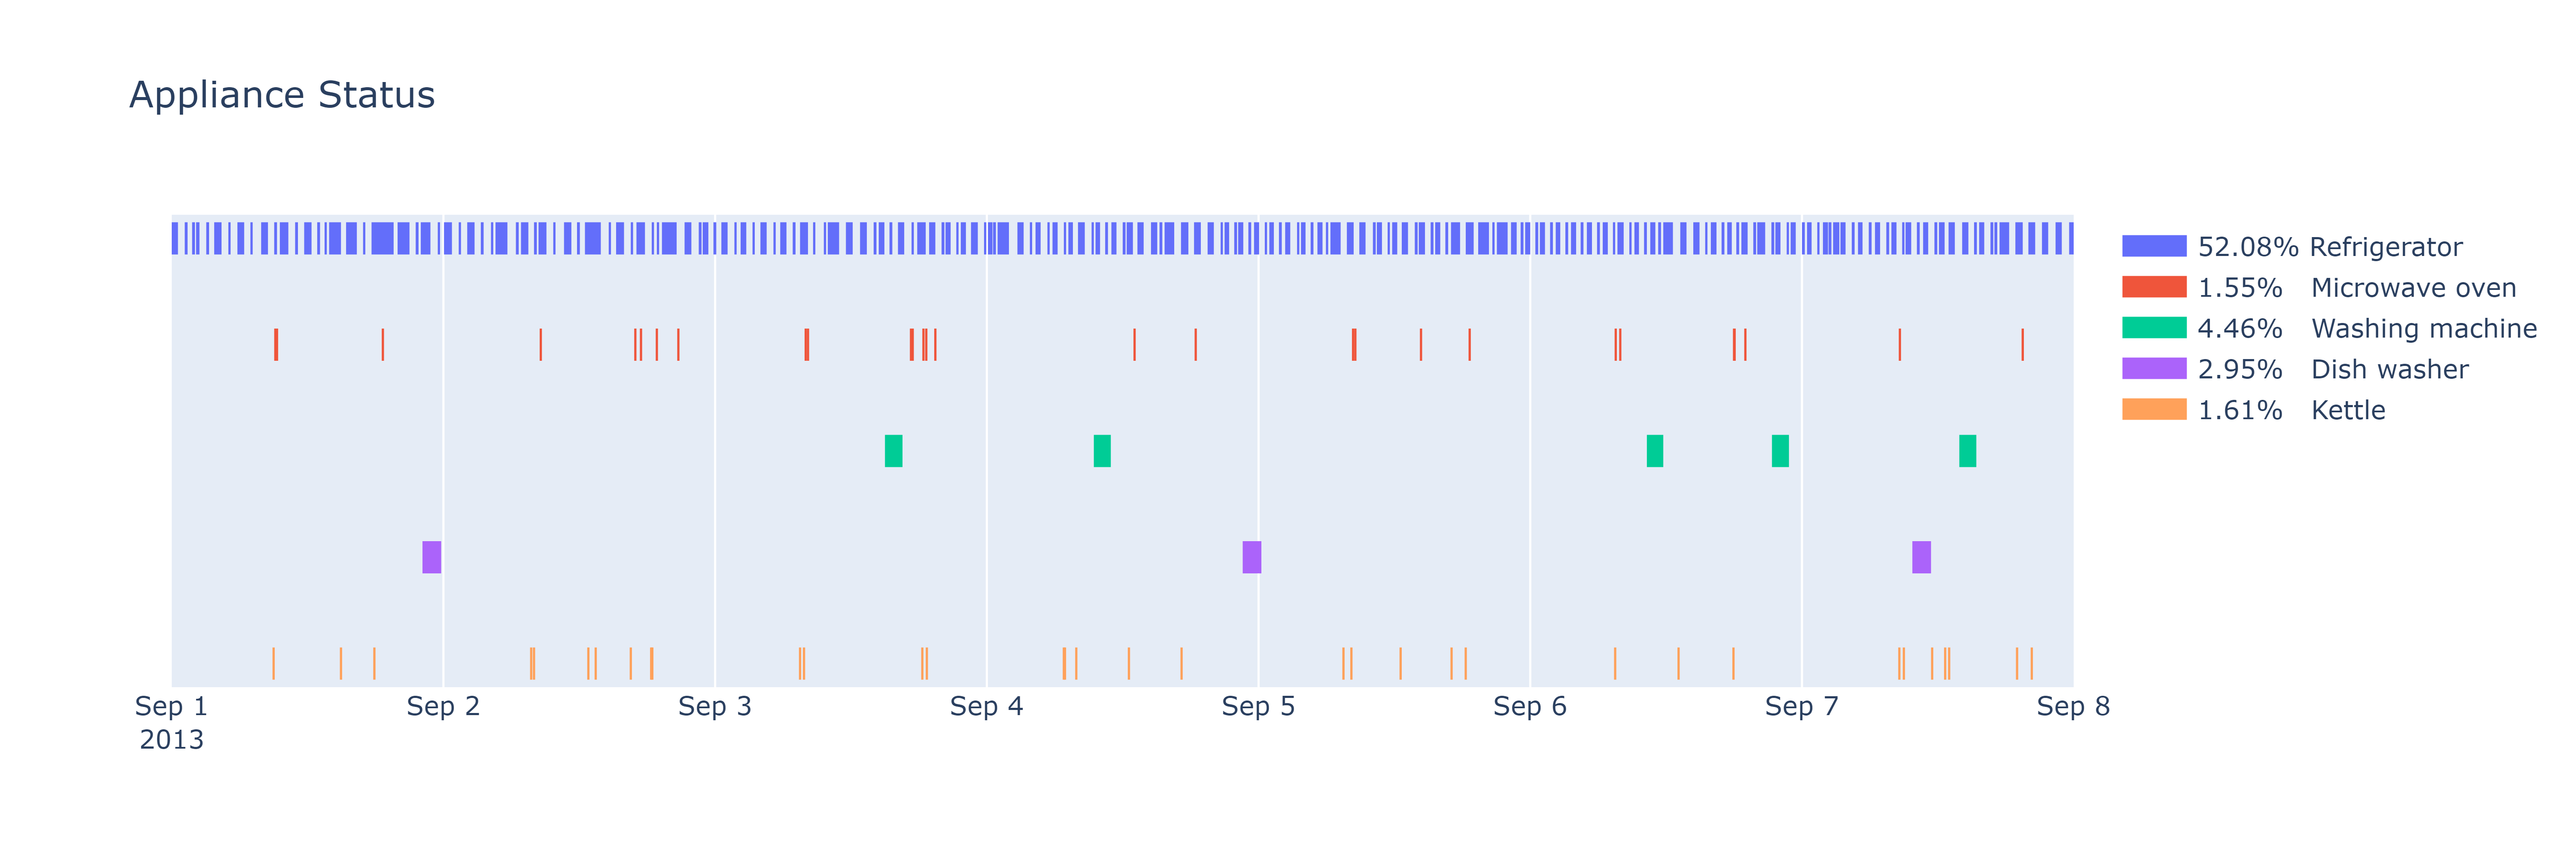 Appliance Status
52.08% Refrigerator
1.55% Microwave oven
4.46% Washing machine
2.95% Dish washer
1.61% Kettle
Sep 1 Sep 2 Sep 3 Sep 4 Sep 5 Sep 6 Sep 7 Sep 8
2013